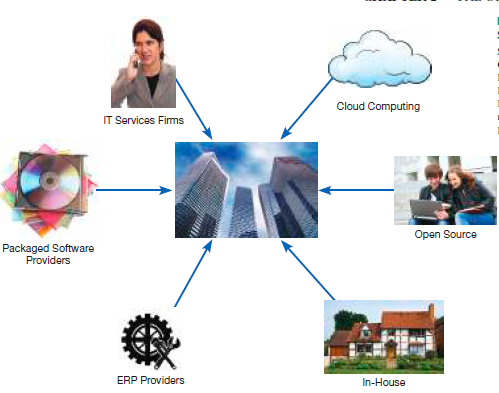 IT Services Firms
Cloud Computing
Packaged Software
Providers
Open Source
ERP Providers
In-House